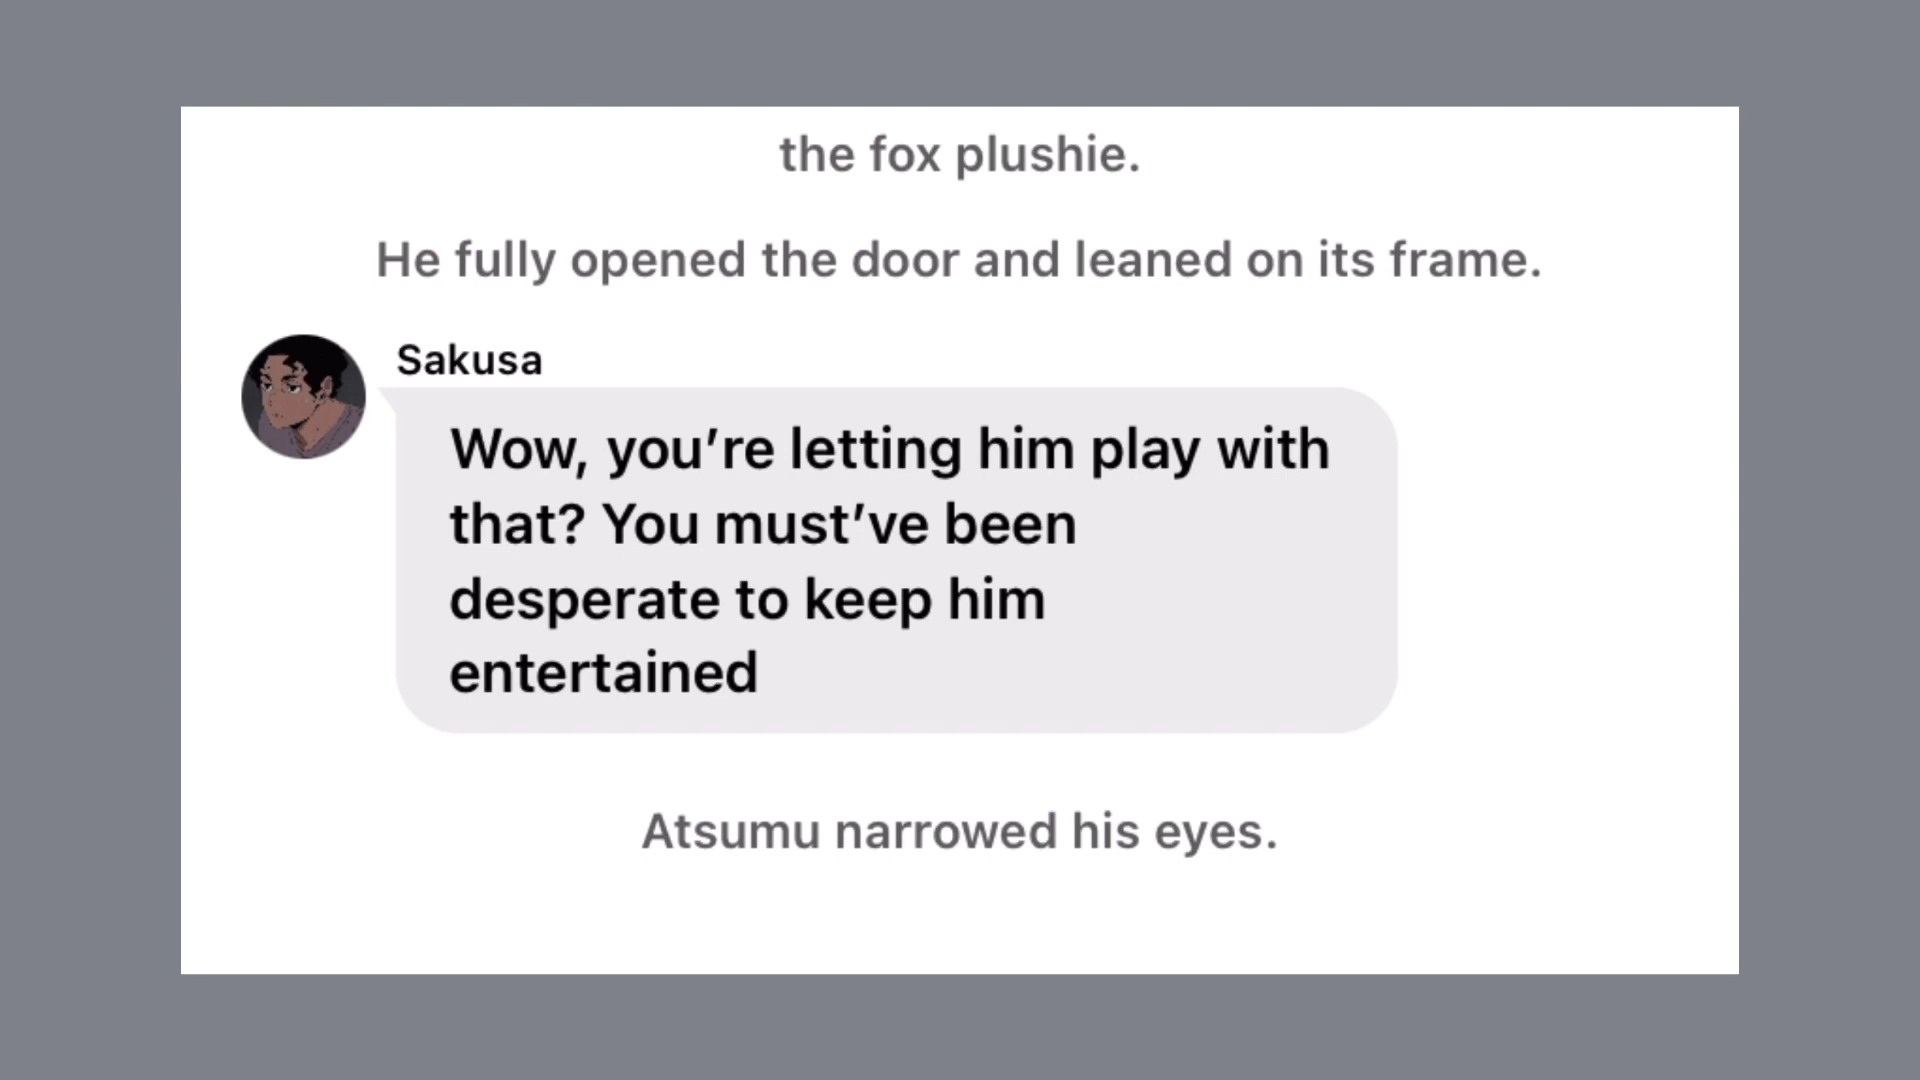 the fox plushie.
He fully opened the door and leaned on its frame.
Sakusa
Wow, you’re letting him play with
that? You must’ve been
desperate to keep him
entertained
Atsumu narrowed his eyes.